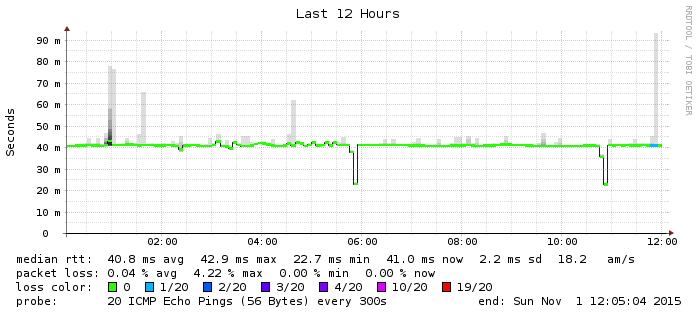 Last 12 Hours
RRDTOOL / TOBI OETIKER
Seconds
90 m
80 m
70 m
60 m
50 m
40 m
30 m
20 m
10 m
0
02:00 04:00 06:00 08:00 10:00 12:00
median rtt: 40.8 ms avg 42.9 ms max 22.7 ms min 41.0 ms now 2.2 ms sd 18.2 am/s
packet loss: 0.04 % avg 4.22 % max 0.00 % min 0.00 % now
loss color: 0 1/20 2/20 3/20 4/20 10/20 19/20
probe: 20 ICMP Echo Pings (56 Bytes) every 300s end: Sun Nov 1 12:05:04 2015